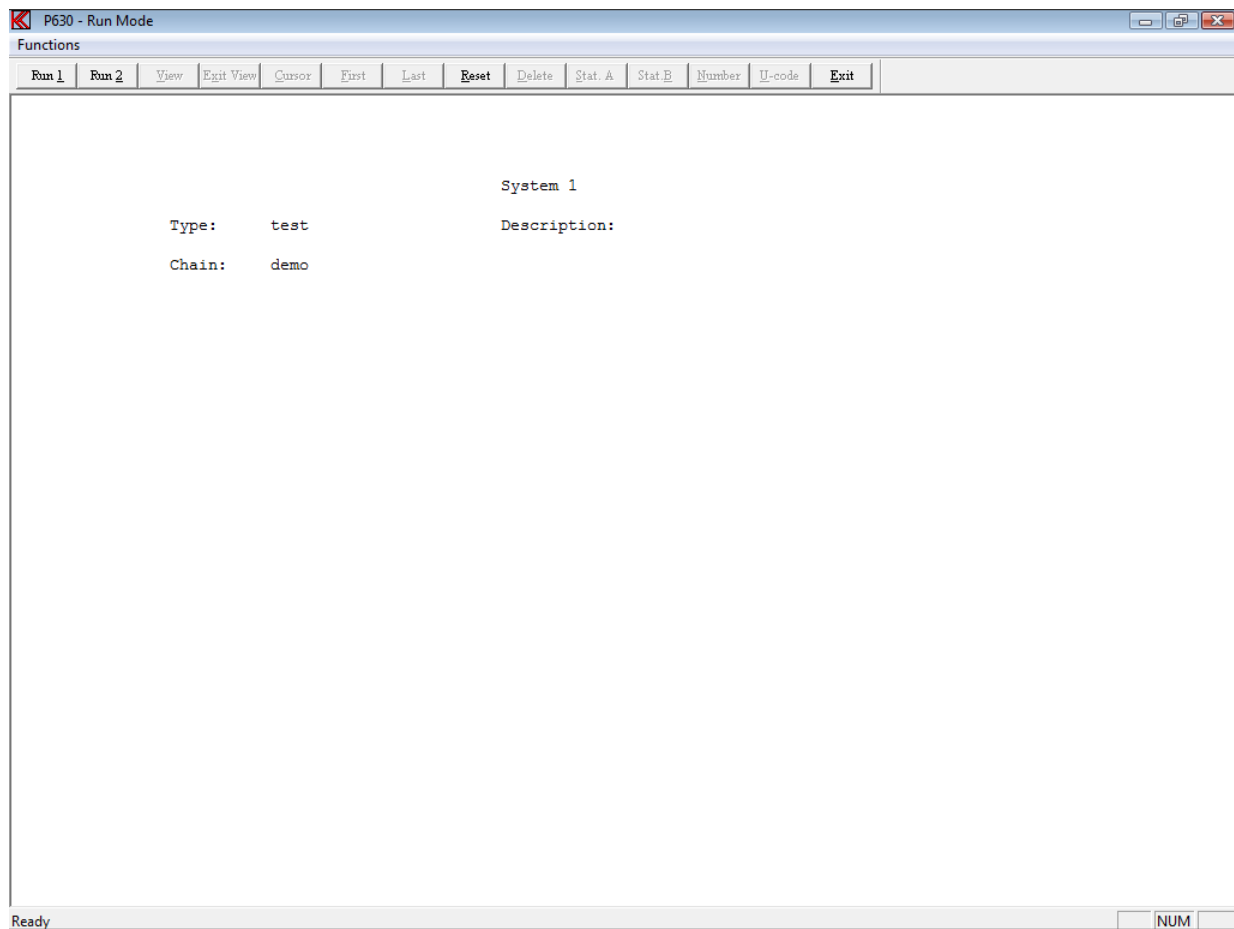 P630 - Run Mode
Functions
Run 1 Run 2 View Exit View Cursor First Last Reset Delete Stat. A Stat.B Number U-code Exit
System 1
Type: test Description:
Chain: demo
Ready NUM